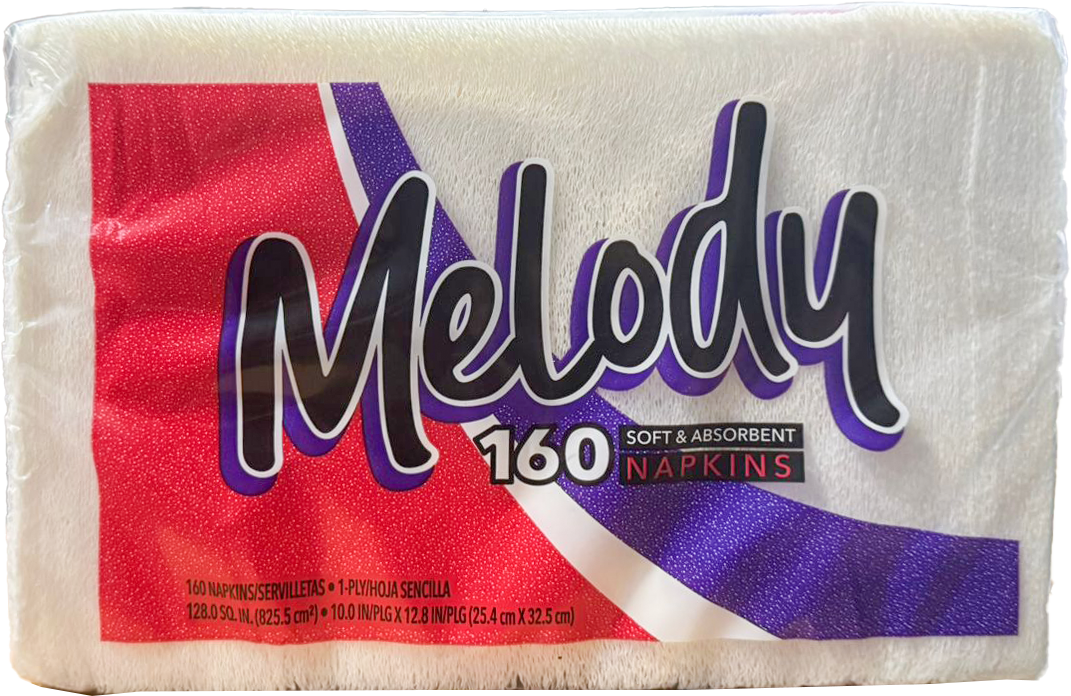 Melody
160 SOFT & ABSORBENT
NAPKINS
160 NAPKINS/SERVILLETAS • 1-PLY/HOJA SENCILLA
128.0 SQ. IN. (825.5 cm²) • 10.0 IN/PLG X 12.8 IN/PLG (25.4 cm X 32.5 cm)